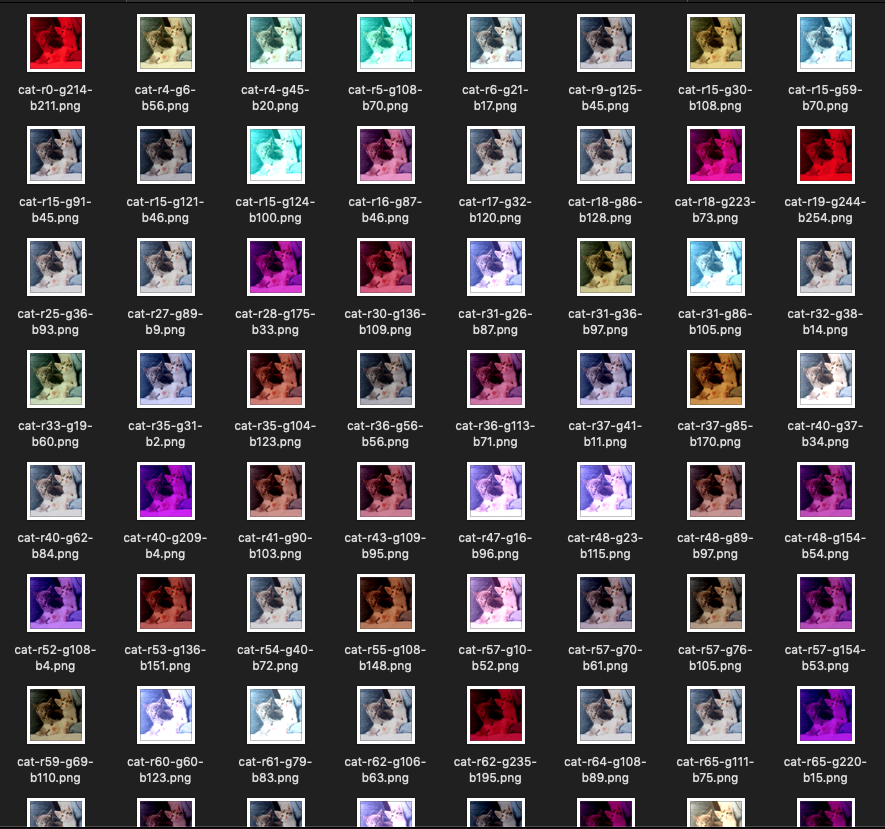 cat-r0-g214-
b211.png
cat-r4-g6-
b56.png
cat-r4-g45-
b20.png
cat-r5-g108-
b70.png
cat-r6-g21-
b17.png
cat-r9-g125-
b45.png
cat-r15-g30-
b108.png
cat-r15-g59-
b70.png
cat-r15-g91-
b45.png
cat-r15-g121-
b46.png
cat-r15-g124-
b100.png
cat-r16-g87-
b46.png
cat-r17-g32-
b120.png
cat-r18-g86-
b128.png
cat-r18-g223-
b73.png
cat-r19-g244-
b254.png
cat-r25-g36-
b93.png
cat-r27-g89-
b9.png
cat-r28-g175-
b33.png
cat-r30-g136-
b109.png
cat-r31-g26-
b87.png
cat-r31-g36-
b97.png
cat-r31-g86-
b105.png
cat-r32-g38-
b14.png
cat-r33-g19-
b60.png
cat-r35-g31-
b2.png
cat-r35-g104-
b123.png
cat-r36-g56-
b56.png
cat-r36-g113-
b71.png
cat-r37-g41-
b11.png
cat-r37-g85-
b170.png
cat-r40-g37-
b34.png
cat-r40-g62-
b84.png
cat-r40-g209-
b4.png
cat-r41-g90-
b103.png
cat-r43-g109-
b95.png
cat-r47-g16-
b96.png
cat-r48-g23-
b115.png
cat-r48-g89-
b97.png
cat-r48-g154-
b54.png
cat-r52-g108-
b4.png
cat-r53-g136-
b151.png
cat-r54-g40-
b72.png
cat-r55-g108-
b148.png
cat-r57-g10-
b52.png
cat-r57-g70-
b61.png
cat-r57-g76-
b105.png
cat-r57-g154-
b53.png
cat-r59-g69-
b110.png
cat-r60-g60-
b123.png
cat-r61-g79-
b83.png
cat-r62-g106-
b63.png
cat-r62-g235-
b195.png
cat-r64-g108-
b89.png
cat-r65-g111-
b75.png
cat-r65-g220-
b15.png